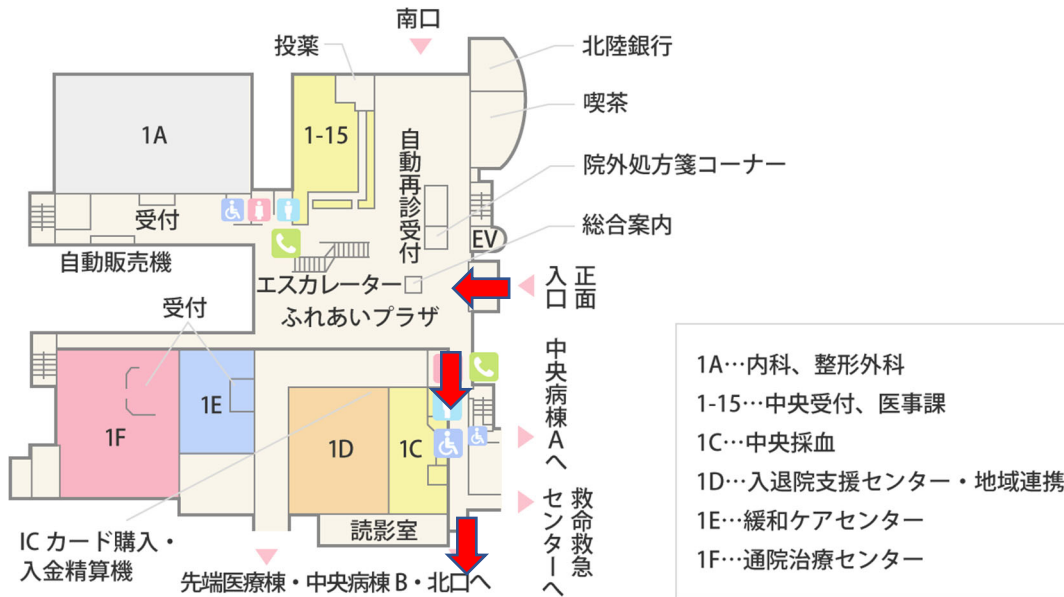 南口
投薬
北陸銀行
喫茶
1A
1-15
自動再診受付
院外処方箋コーナー
受付
総合案内
EV
自動販売機
エスカレーター
正面
入口
ふれあいプラザ
受付
中央病棟Aへ
1E
1F
1D
1C
救命救急
センターへ
読影室
ICカード購入・
入金精算機
先端医療棟・中央病棟B・北口へ
1A…内科、整形外科
1-15…中央受付、医事課
1C…中央採血
1D…入退院支援センター・地域連携
1E…緩和ケアセンター
1F…通院治療センター